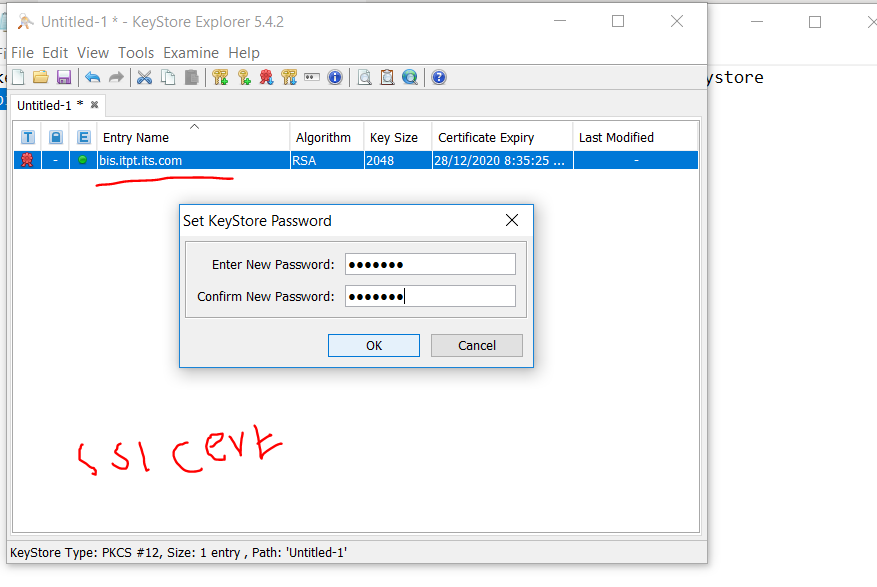 Untitled-1 * - KeyStore Explorer 5.4.2
File Edit View Tools Examine Help
ystore
Untitled-1 *
T E Entry Name Algorithm Key Size Certificate Expiry Last Modified
- bis.itpt.its.com RSA 2048 28/12/2020 8:35:25 ... -
Set KeyStore Password
Enter New Password: ●●●●●●●
Confirm New Password: ●●●●●●●
OK Cancel
ssl cert
KeyStore Type: PKCS #12, Size: 1 entry , Path: 'Untitled-1'